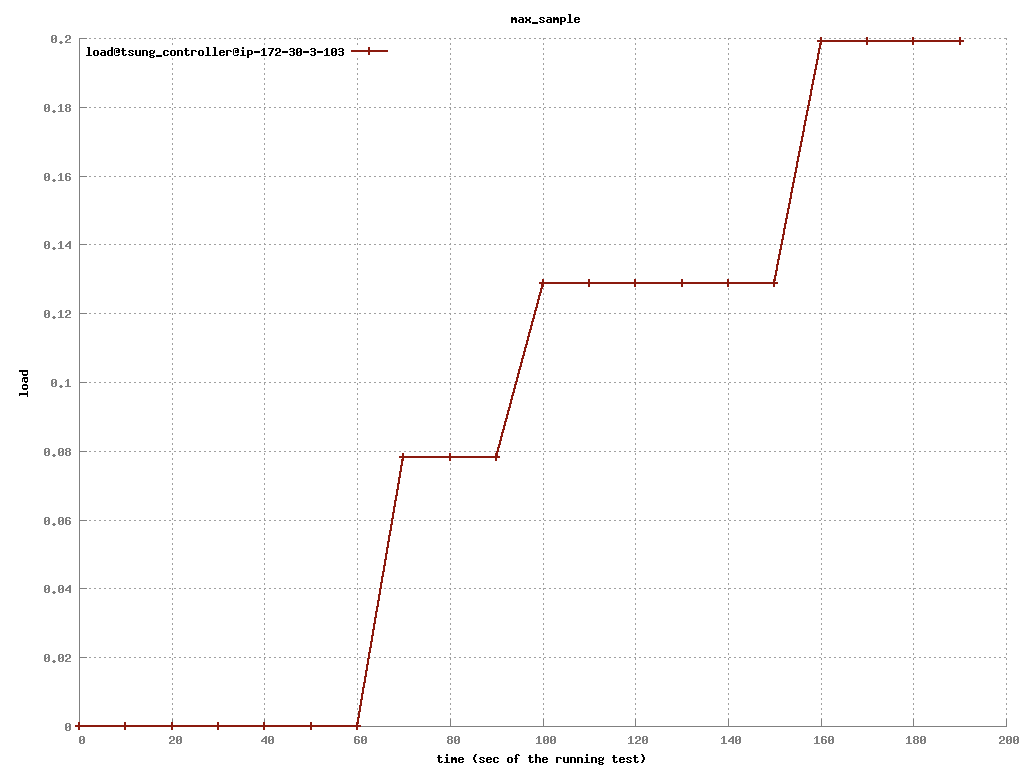 max_sample
load@tsung_controller@ip-172-30-3-103
0.2
0.18
0.16
0.14
0.12
0.1
0.08
0.06
0.04
0.02
0
load
0 20 40 60 80 100 120 140 160 180 200
time (sec of the running test)